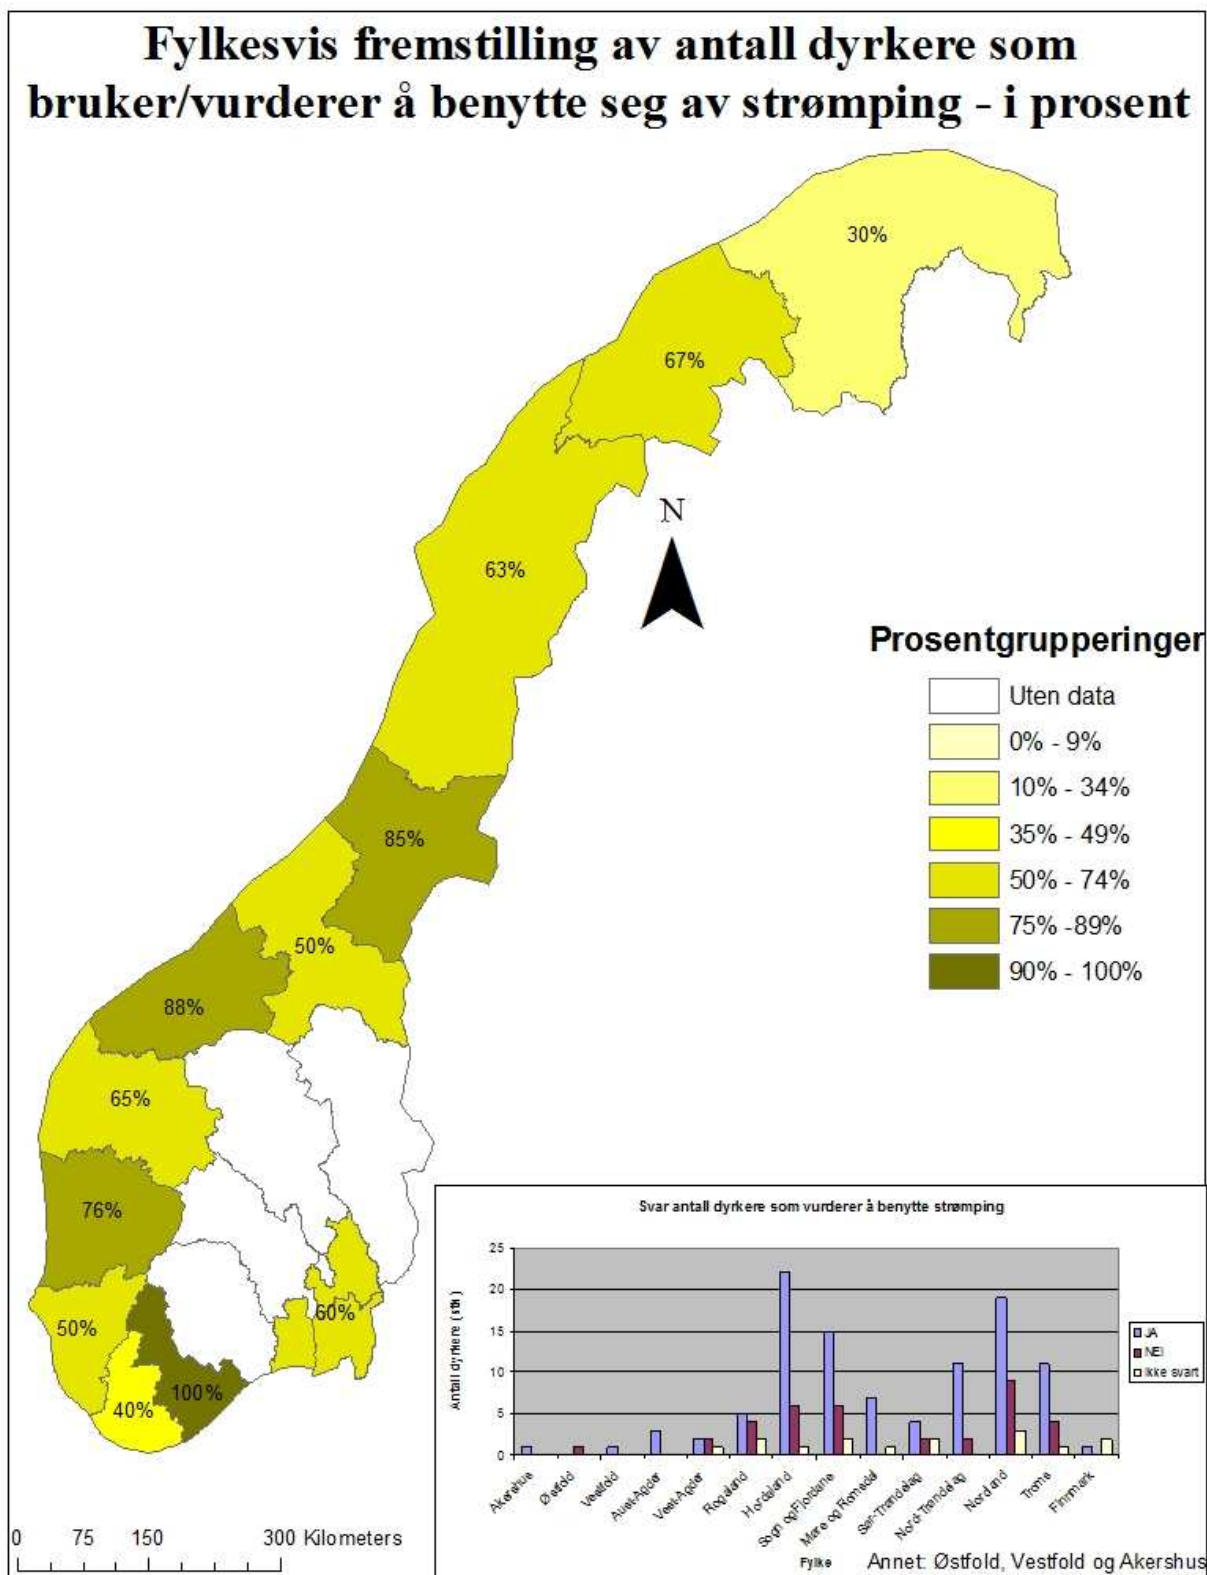 Fylkesvis fremstilling av antall dyrkere som
bruker/vurderer å benytte seg av strømping - i prosent
30%
67%
N
63%
Prosentgrupperinger
Uten data
0% - 9%
10% - 34%
35% - 49%
50% - 74%
75% -89%
90% - 100%
85%
50%
88%
65%
76%
60%
50%
100%
40%
0 75 150 300 Kilometers
Svar antall dyrkere som vurderer å benytte strømping
Antall dyrkere (stk)
25
20
15
10
5
0
JA
NEI
Ikke svart
Akershue
Østfold
Vestfold
Aust-Agder
Vest-Agder
Rogaland
Hordaland
Sogn og Fjordane
Møre og Romsdal
Sør-Trøndelag
Nord-Trøndelag
Nordland
Trome
Finnmark
Fylke
Annet: Østfold, Vestfold og Akershus